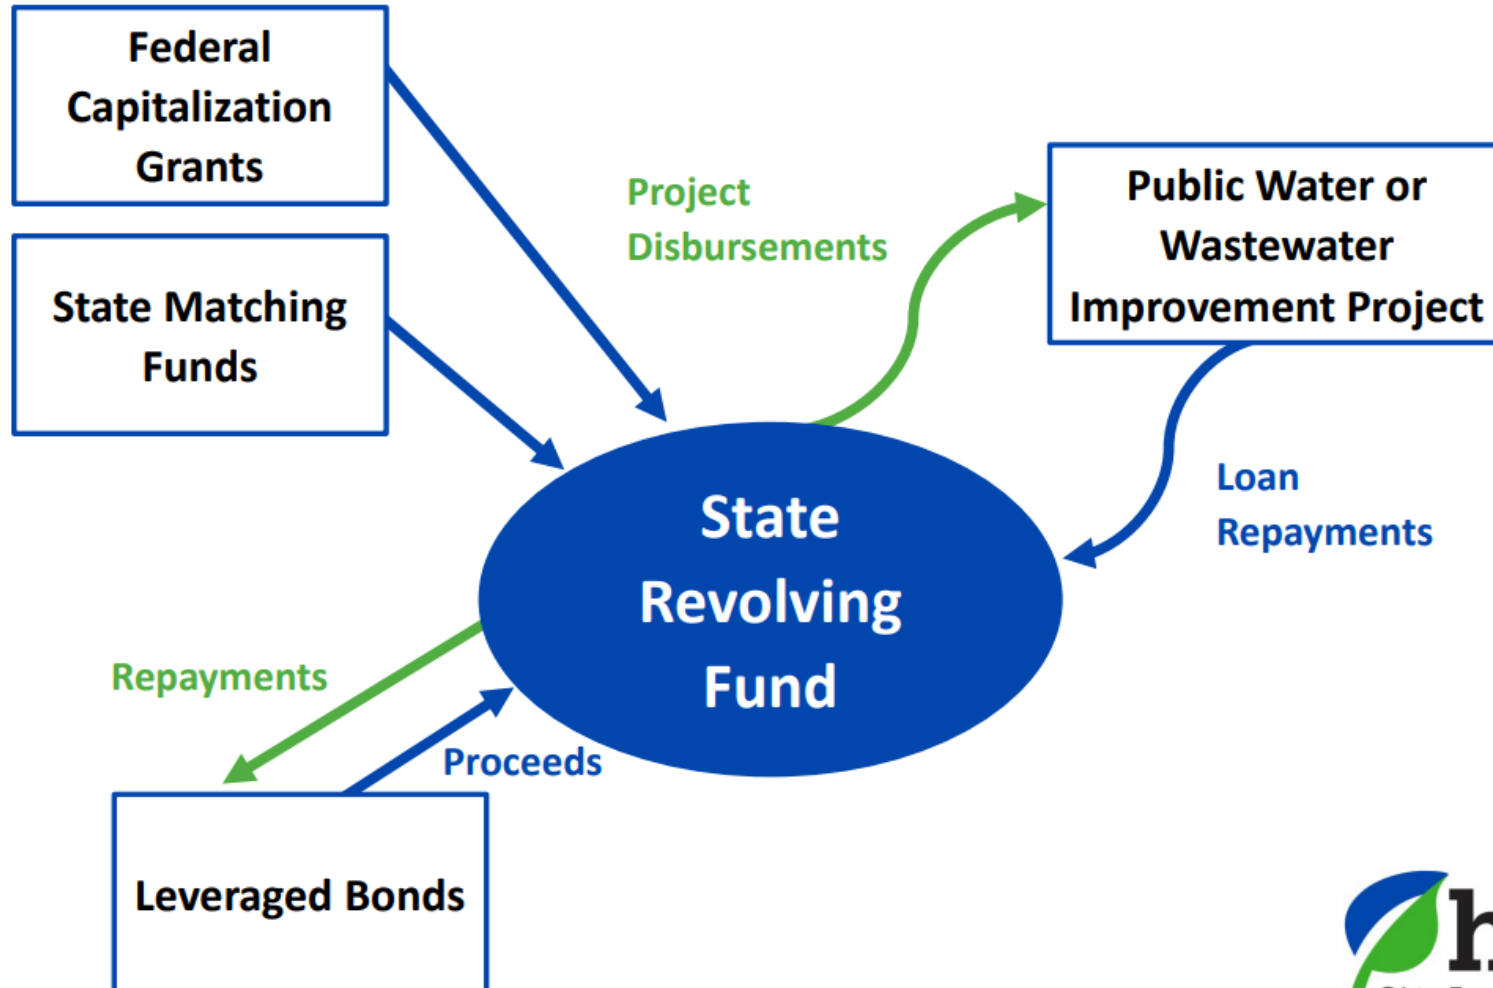 Federal
Capitalization
Grants
State Matching
Funds
Project
Disbursements
Public Water or
Wastewater
Improvement Project
Loan
Repayments
State
Revolving
Fund
Repayments
Proceeds
Leveraged Bonds